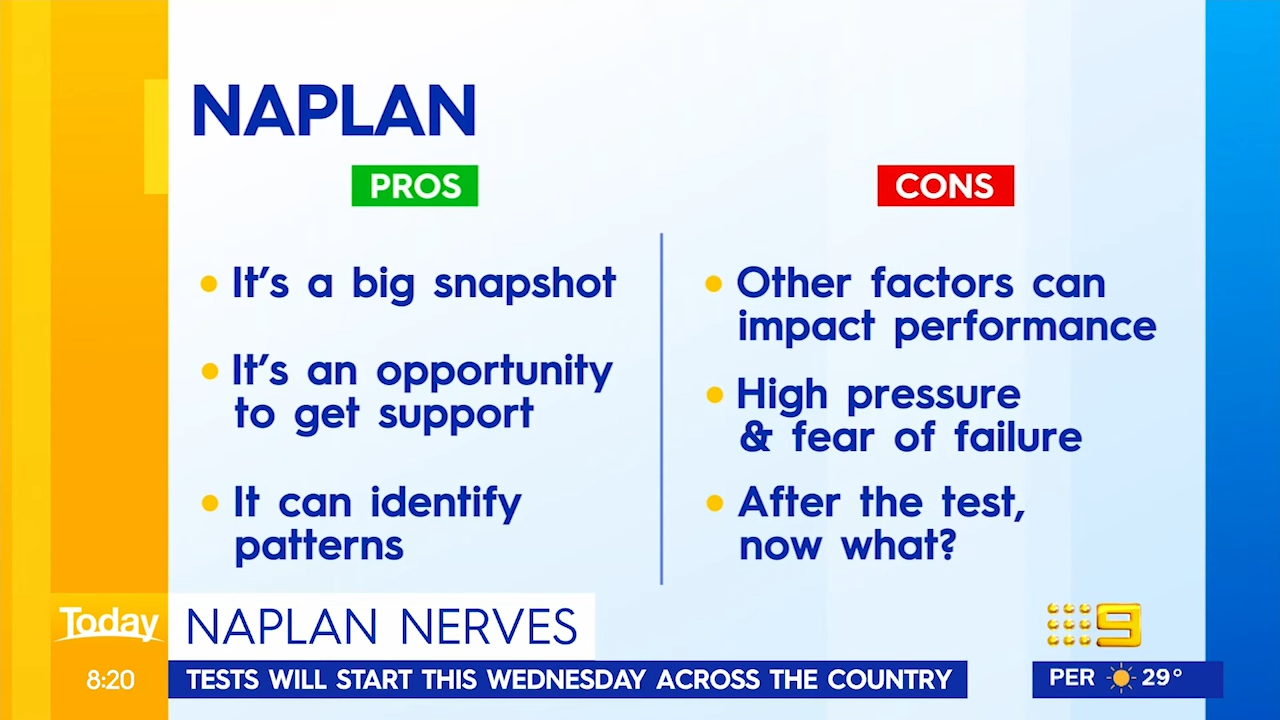 NAPLAN
PROS
It's a big snapshot
It's an opportunity
to get support
It can identify
patterns
CONS
Other factors can
impact performance
High pressure
& fear of failure
After the test,
now what?
Today
NAPLAN NERVES
8:20
TESTS WILL START THIS WEDNESDAY ACROSS THE COUNTRY
9
PER 29°